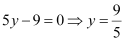 5y − 9 = 0 ⇒ y = 9/5